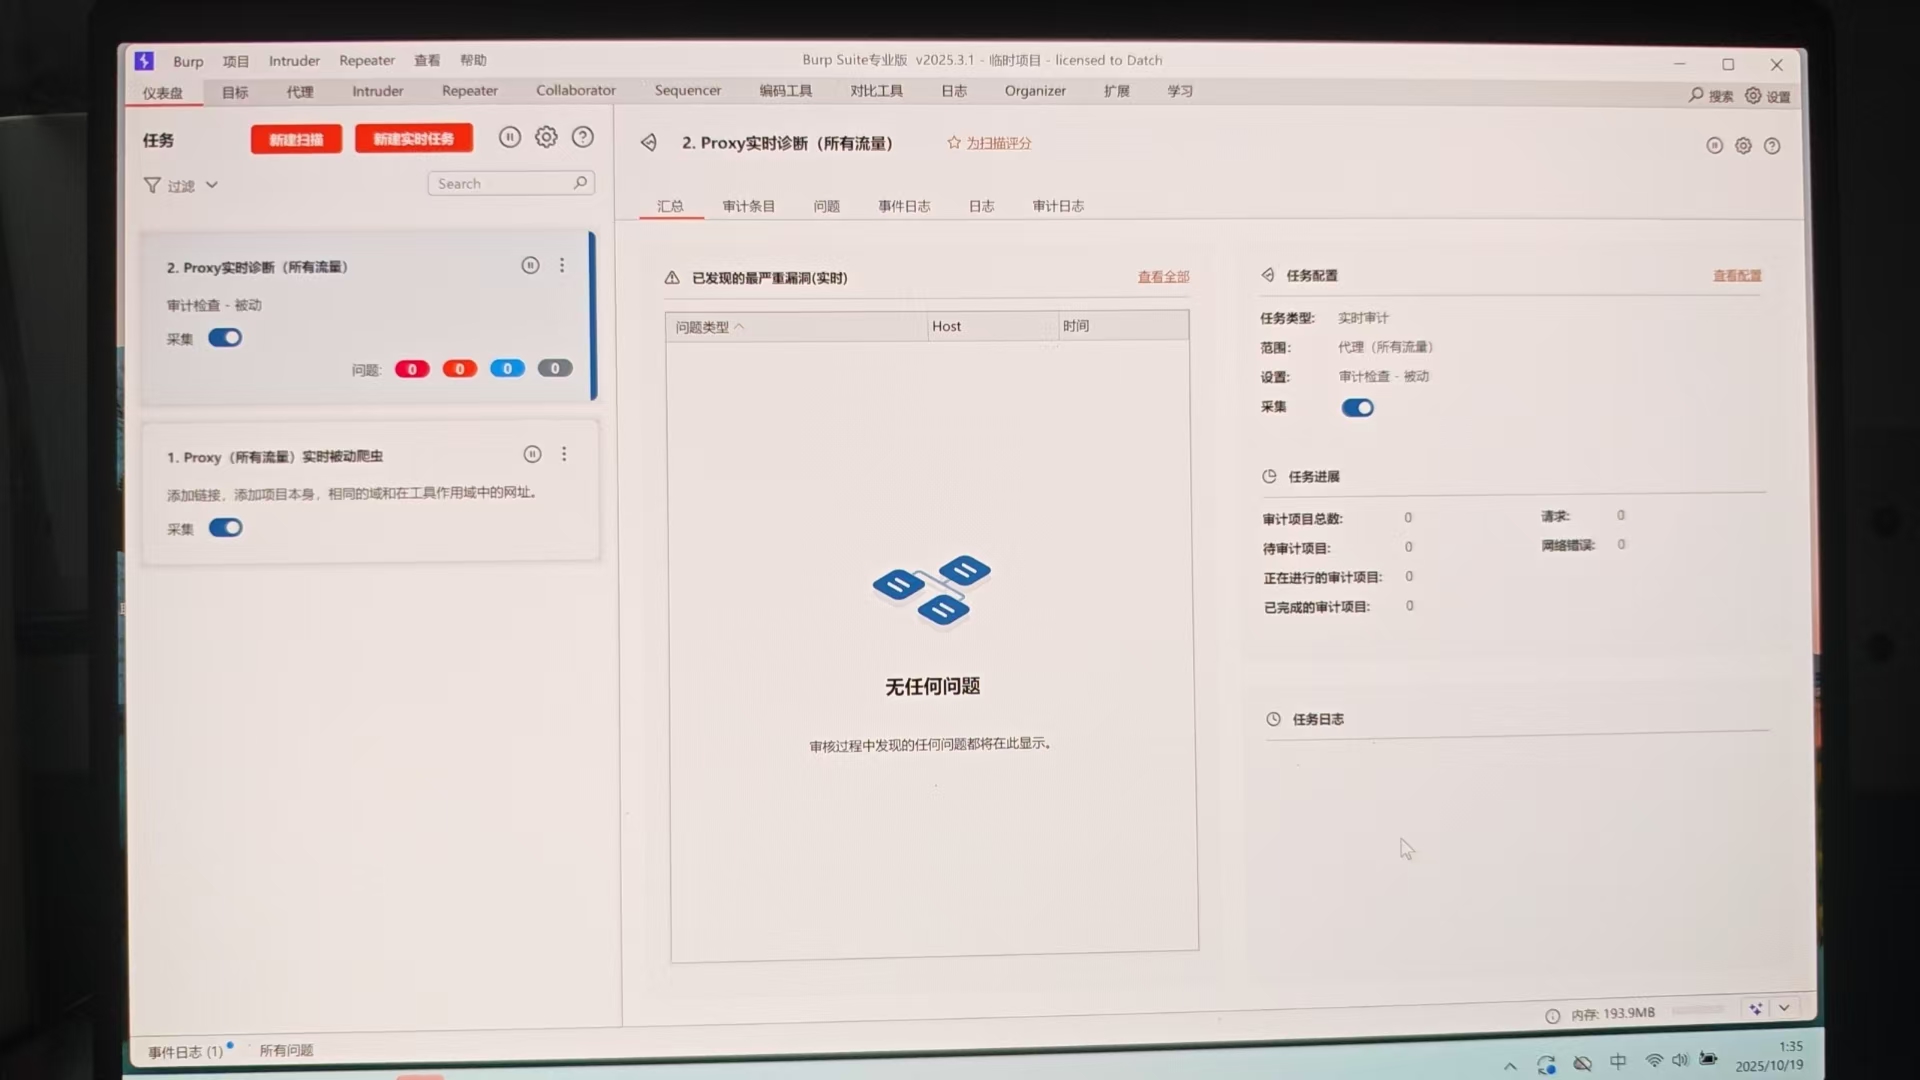 Burp 项目 Intruder Repeater 查看 帮助 Burp Suite专业版 v2025.3.1 - 临时项目 - licensed to Datch
仪表盘 目标 代理 Intruder Repeater Collaborator Sequencer 编码工具 对比工具 日志 Organizer 扩展 学习 搜索 设置
任务 新建扫描 新建实时任务
过滤 Search
2. Proxy实时诊断（所有流量）
审计检查 - 被动
采集
问题: 0 0 0 0
1. Proxy（所有流量）实时被动爬虫
添加链接，添加项目本身，相同的域和在工具作用域中的网址。
采集
2. Proxy实时诊断（所有流量） 为扫描评分
汇总 审计条目 问题 事件日志 日志 审计日志
已发现的最严重漏洞(实时) 查看全部
问题类型 Host 时间
无任何问题
审核过程中发现的任何问题都将在此显示。
任务配置 查看配置
任务类型: 实时审计
范围: 代理（所有流量）
设置: 审计检查 - 被动
采集
任务进展
审计项目总数: 0 请求: 0
待审计项目: 0 网络错误: 0
正在进行的审计项目: 0
已完成的审计项目: 0
任务日志
事件日志 (1) 所有问题 内存: 193.9MB
中 1:35
2025/10/19